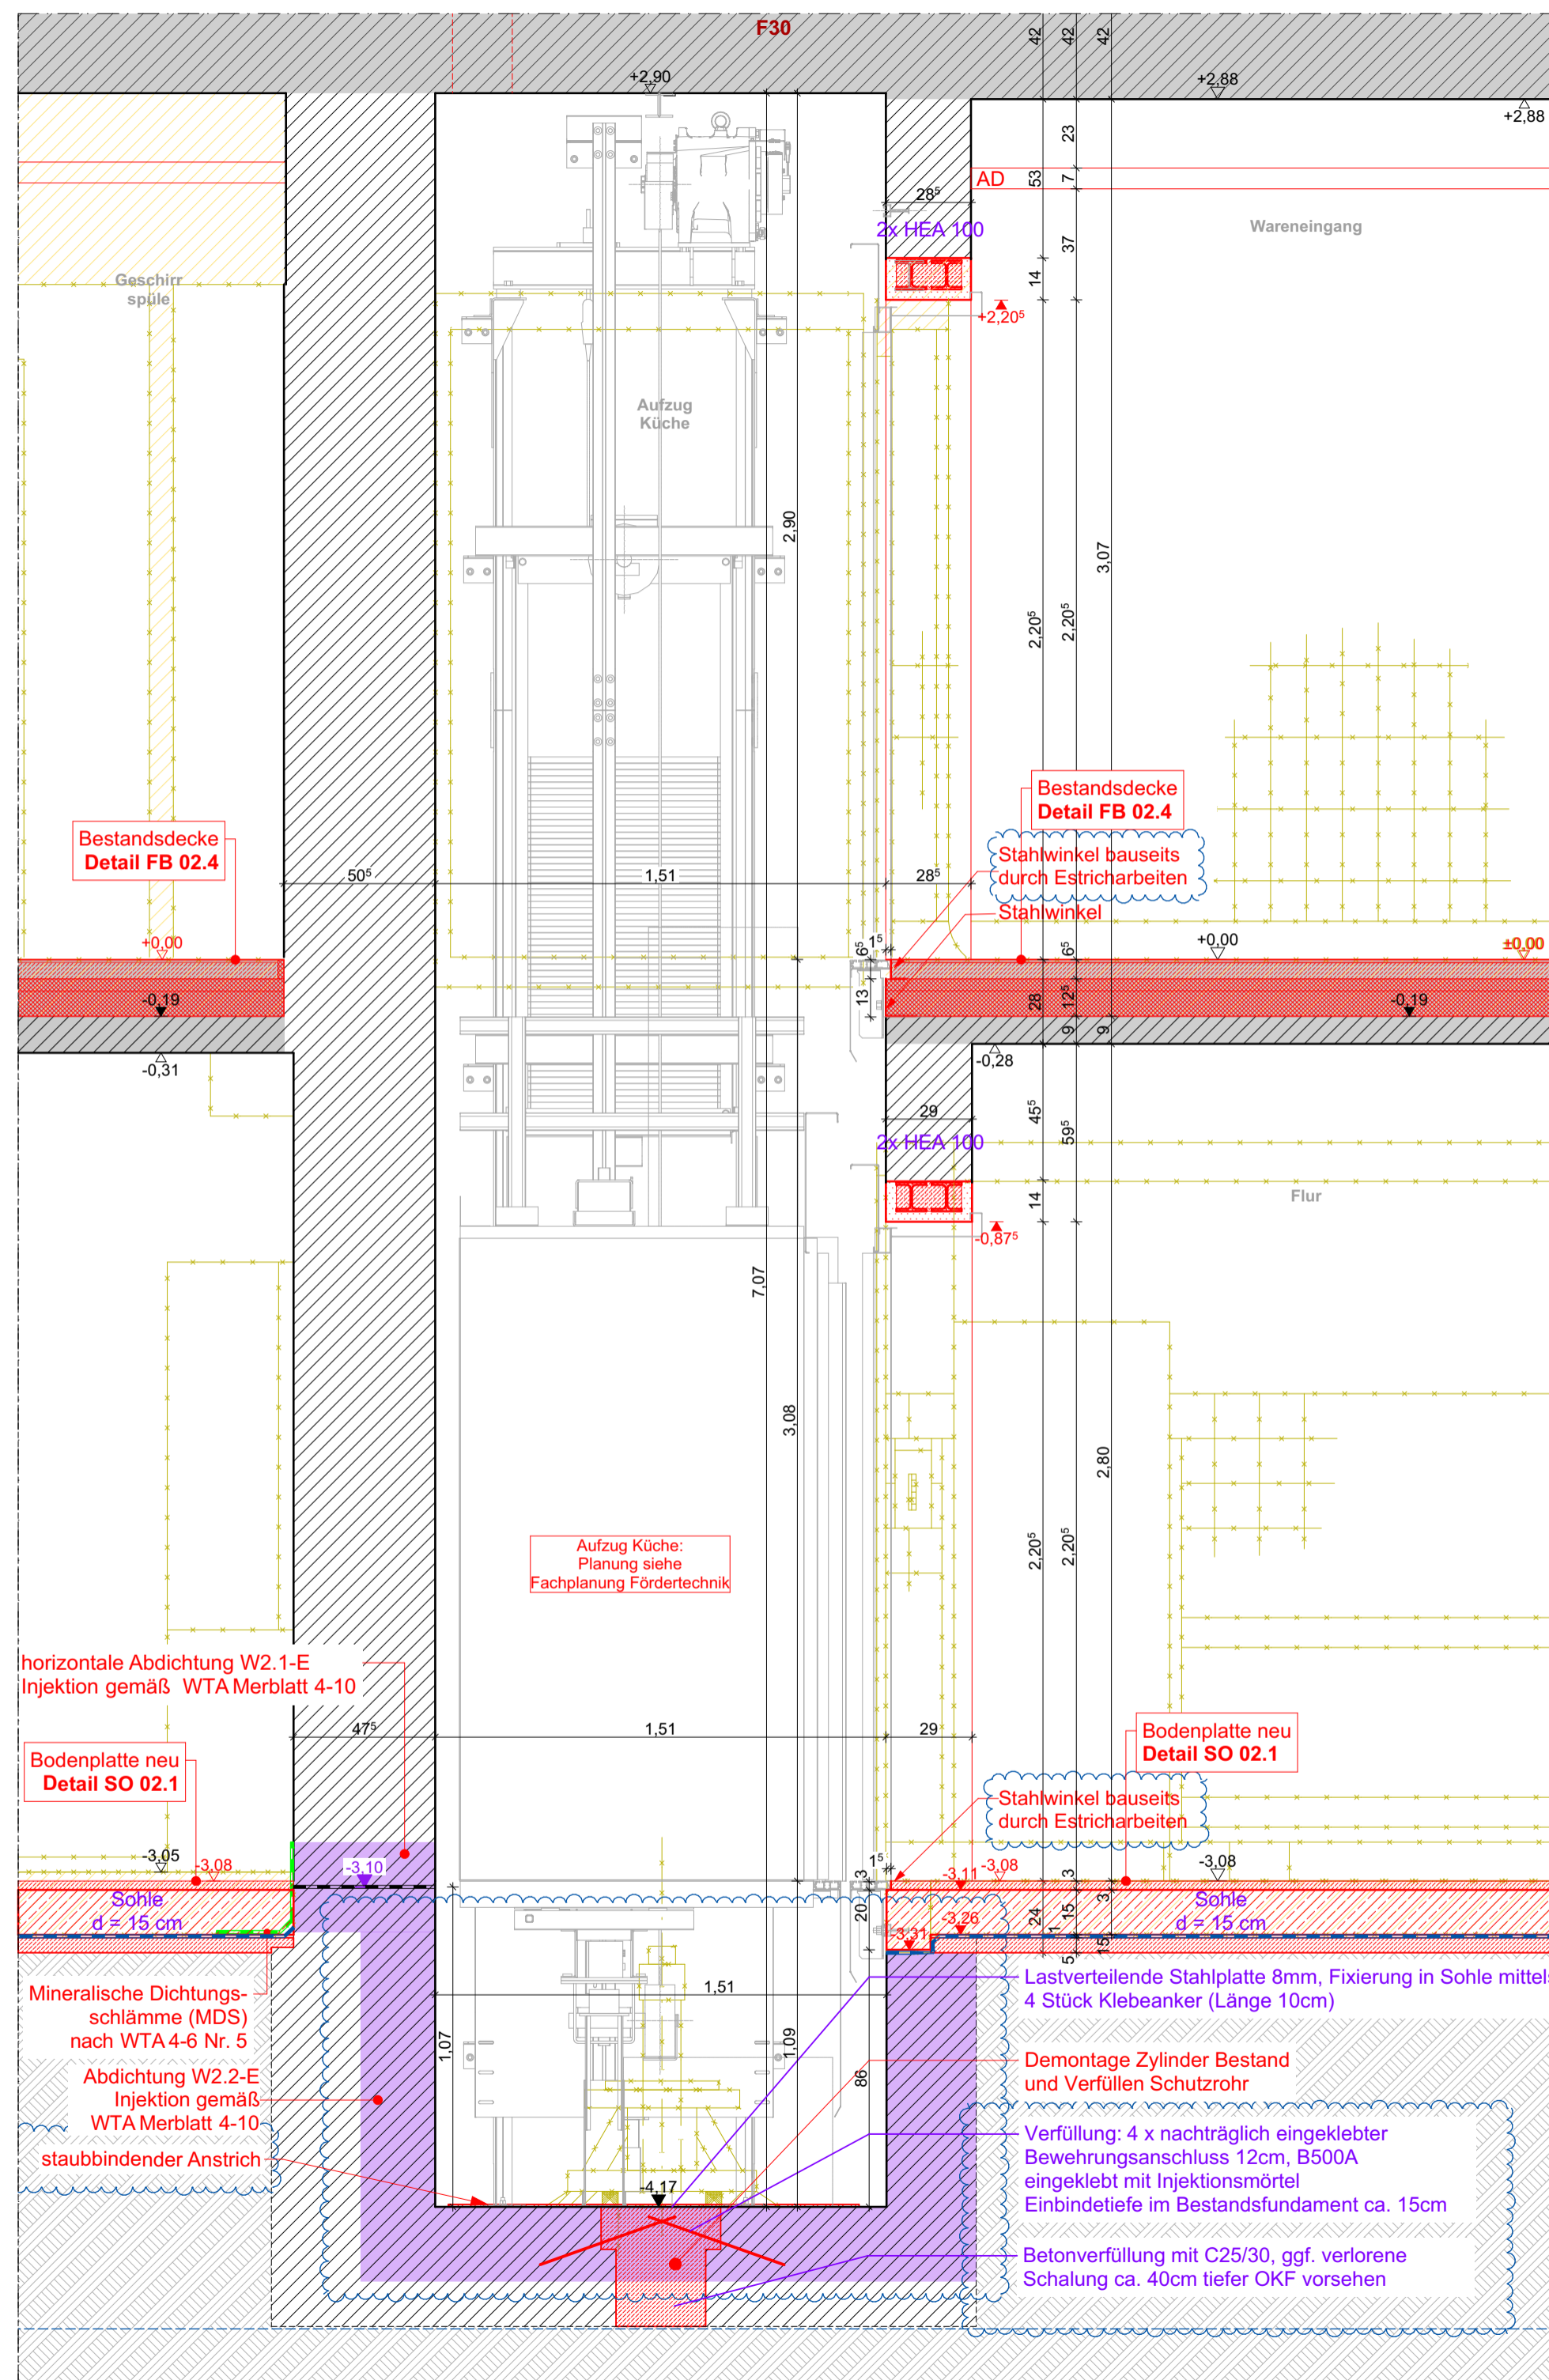 F30
42
42
42
+2,90
+2,88
+2,88
23
53
7
AD
28⁵
2x HEA 100
37
Wareneingang
14
+2,20⁵
Geschirr
spüle
Aufzug
Küche
2,90
3,07
2,20⁵
2,20⁵
Bestandsdecke
Detail FB 02.4
Bestandsdecke
Detail FB 02.4
Stahlwinkel bauseits
durch Estricharbeiten
Stahlwinkel
50⁵
1,51
28⁵
+0,00
6⁵
1⁵
+0,00
±0,00
6⁵
-0,19
13
28
12⁵
-0,19
9
9
-0,31
-0,28
45⁵
59⁵
29
2x HEA 100
14
Flur
-0,87⁵
7,07
3,08
2,80
2,20⁵
2,20⁵
Aufzug Küche:
Planung siehe
Fachplanung Fördertechnik
horizontale Abdichtung W2.1-E
Injektion gemäß WTA Merblatt 4-10
47⁵
1,51
29
Bodenplatte neu
Detail SO 02.1
Bodenplatte neu
Detail SO 02.1
Stahlwinkel bauseits
durch Estricharbeiten
-3,05
-3,08
-3,10
1⁵
3
-3,11
-3,08
3
-3,08
Sohle
d = 15 cm
20
-3,31
-3,26
24
1
15
3
Sohle
d = 15 cm
5
15
1,51
Lastverteilende Stahlplatte 8mm, Fixierung in Sohle mittels
4 Stück Klebeanker (Länge 10cm)
Mineralische Dichtungs-
schlämme (MDS)
nach WTA 4-6 Nr. 5
1,07
1,09
86
Demontage Zylinder Bestand
und Verfüllen Schutzrohr
Abdichtung W2.2-E
Injektion gemäß
WTA Merblatt 4-10
staubbindender Anstrich
-4,17
Verfüllung: 4 x nachträglich eingeklebter
Bewehrungsanschluss 12cm, B500A
eingeklebt mit Injektionsmörtel
Einbindetiefe im Bestandsfundament ca. 15cm
Betonverfüllung mit C25/30, ggf. verlorene
Schalung ca. 40cm tiefer OKF vorsehen